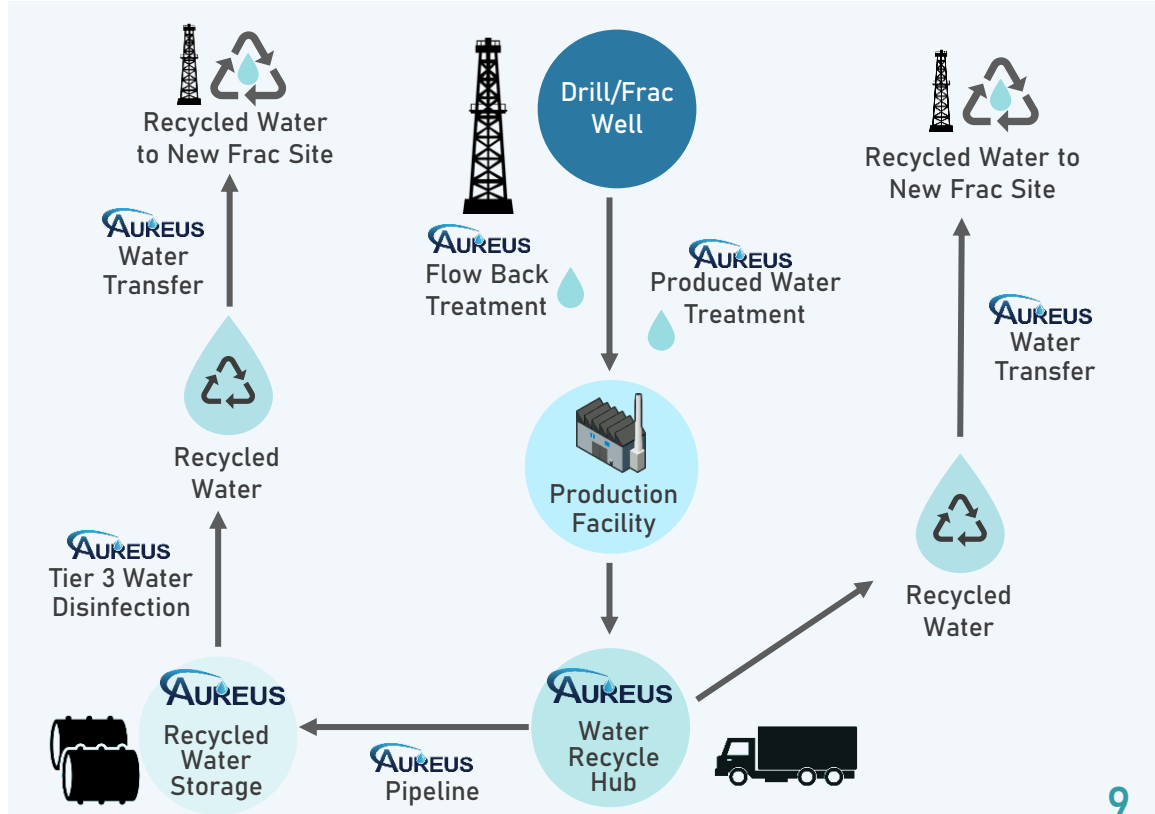 Recycled Water
to New Frac Site
AUREUS
Water
Transfer
Recycled
Water
AUREUS
Tier 3 Water
Disinfection
AUREUS
Recycled
Water
Storage
Drill/Frac
Well
AUREUS
Flow Back
Treatment
AUREUS
Produced Water
Treatment
Production
Facility
AUREUS
Water
Recycle
Hub
AUREUS
Pipeline
Recycled Water to
New Frac Site
AUREUS
Water
Transfer
Recycled
Water
9